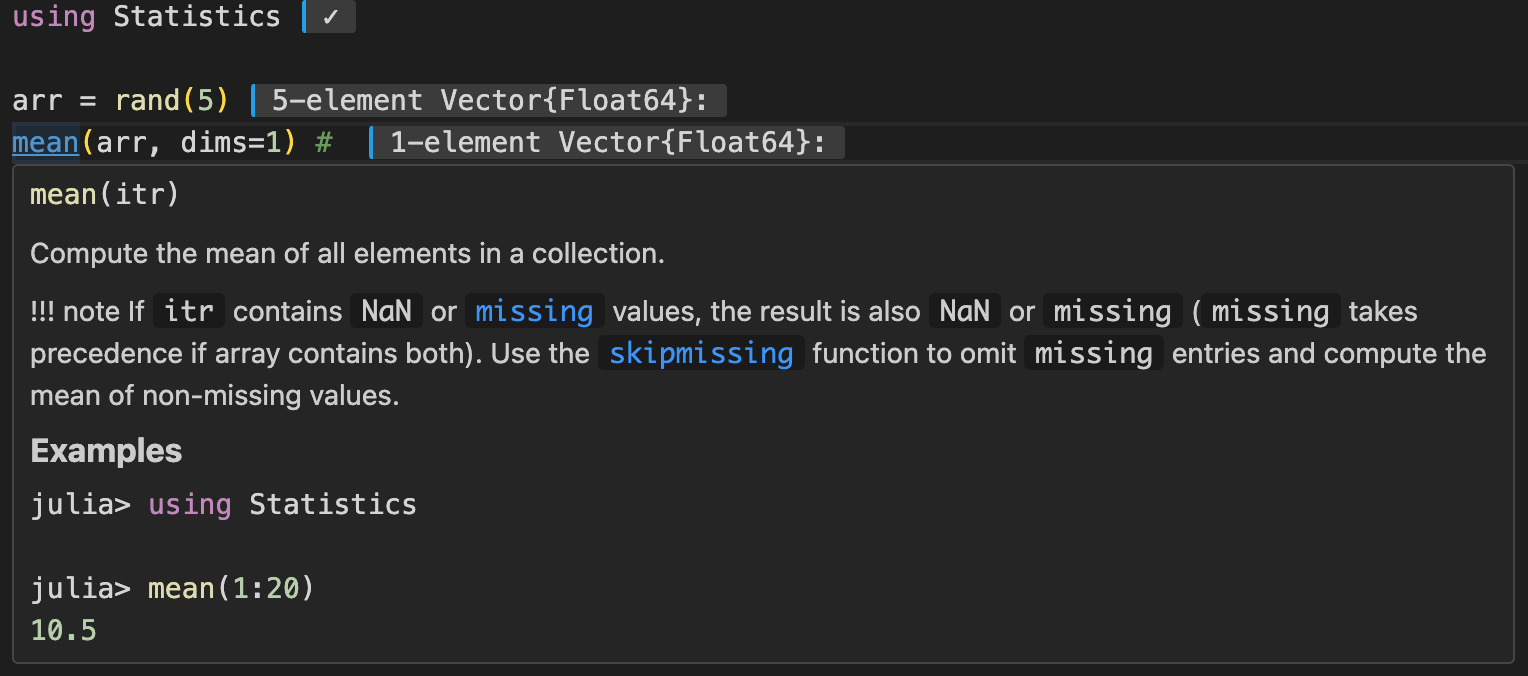 using Statistics ✓
arr = rand(5) 5-element Vector{Float64}:
mean(arr, dims=1) # 1-element Vector{Float64}:
mean(itr)
Compute the mean of all elements in a collection.
!!! note If itr contains NaN or missing values, the result is also NaN or missing (missing takes
precedence if array contains both). Use the skipmissing function to omit missing entries and compute the
mean of non-missing values.
Examples
julia> using Statistics
julia> mean(1:20)
10.5